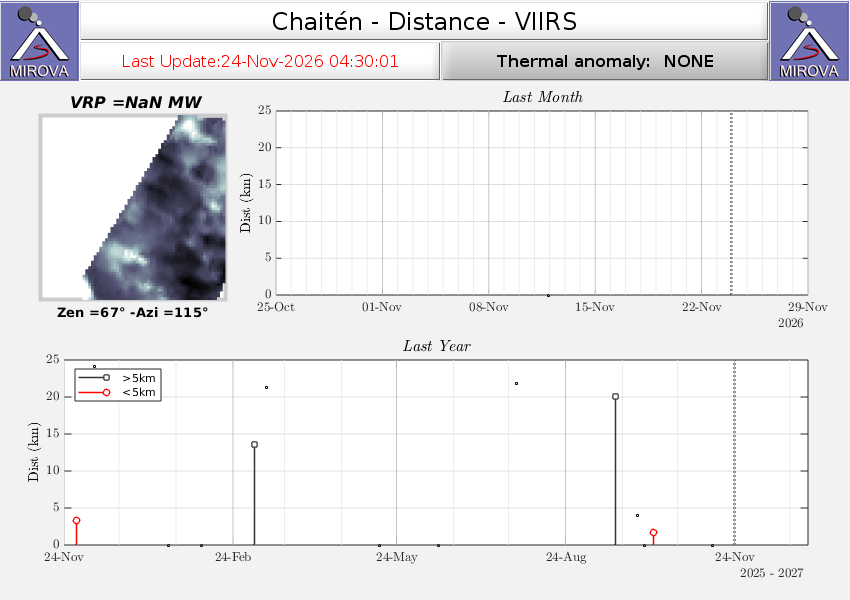 Chaitén - Distance - VIIRS
MIROVA
Last Update:24-Nov-2026 04:30:01
Thermal anomaly: NONE
MIROVA
VRP =NaN MW
Zen =67° -Azi =115°
Last Month
Dist (km)
25
20
15
10
5
0
25-Oct
01-Nov
08-Nov
15-Nov
22-Nov
29-Nov
2026
Last Year
Dist (km)
25
20
15
10
5
0
>5km
<5km
24-Nov
24-Feb
24-May
24-Aug
24-Nov
2025 - 2027